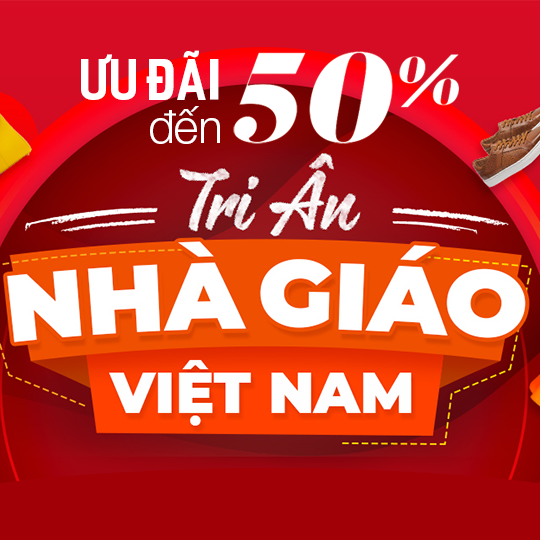 ƯU ĐÃI
đến 50%
Tri Ân
NHÀ GIÁO
VIỆT NAM